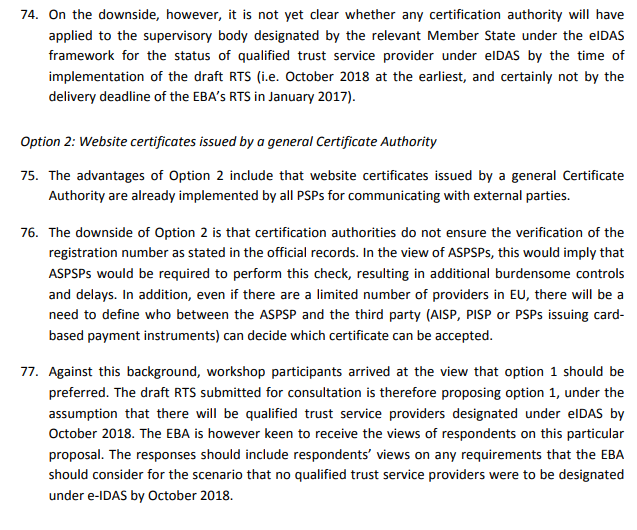 74. On the downside, however, it is not yet clear whether any certification authority will have
applied to the supervisory body designated by the relevant Member State under the eIDAS
framework for the status of qualified trust service provider under eIDAS by the time of
implementation of the draft RTS (i.e. October 2018 at the earliest, and certainly not by the
delivery deadline of the EBA's RTS in January 2017).
Option 2: Website certificates issued by a general Certificate Authority
75. The advantages of Option 2 include that website certificates issued by a general Certificate
Authority are already implemented by all PSPs for communicating with external parties.
76. The downside of Option 2 is that certification authorities do not ensure the verification of the
registration number as stated in the official records. In the view of ASPSPs, this would imply that
ASPSPs would be required to perform this check, resulting in additional burdensome controls
and delays. In addition, even if there are a limited number of providers in EU, there will be a
need to define who between the ASPSP and the third party (AISP, PISP or PSPs issuing card-
based payment instruments) can decide which certificate can be accepted.
77. Against this background, workshop participants arrived at the view that option 1 should be
preferred. The draft RTS submitted for consultation is therefore proposing option 1, under the
assumption that there will be qualified trust service providers designated under eIDAS by
October 2018. The EBA is however keen to receive the views of respondents on this particular
proposal. The responses should include respondents' views on any requirements that the EBA
should consider for the scenario that no qualified trust service providers were to be designated
under e-IDAS by October 2018.